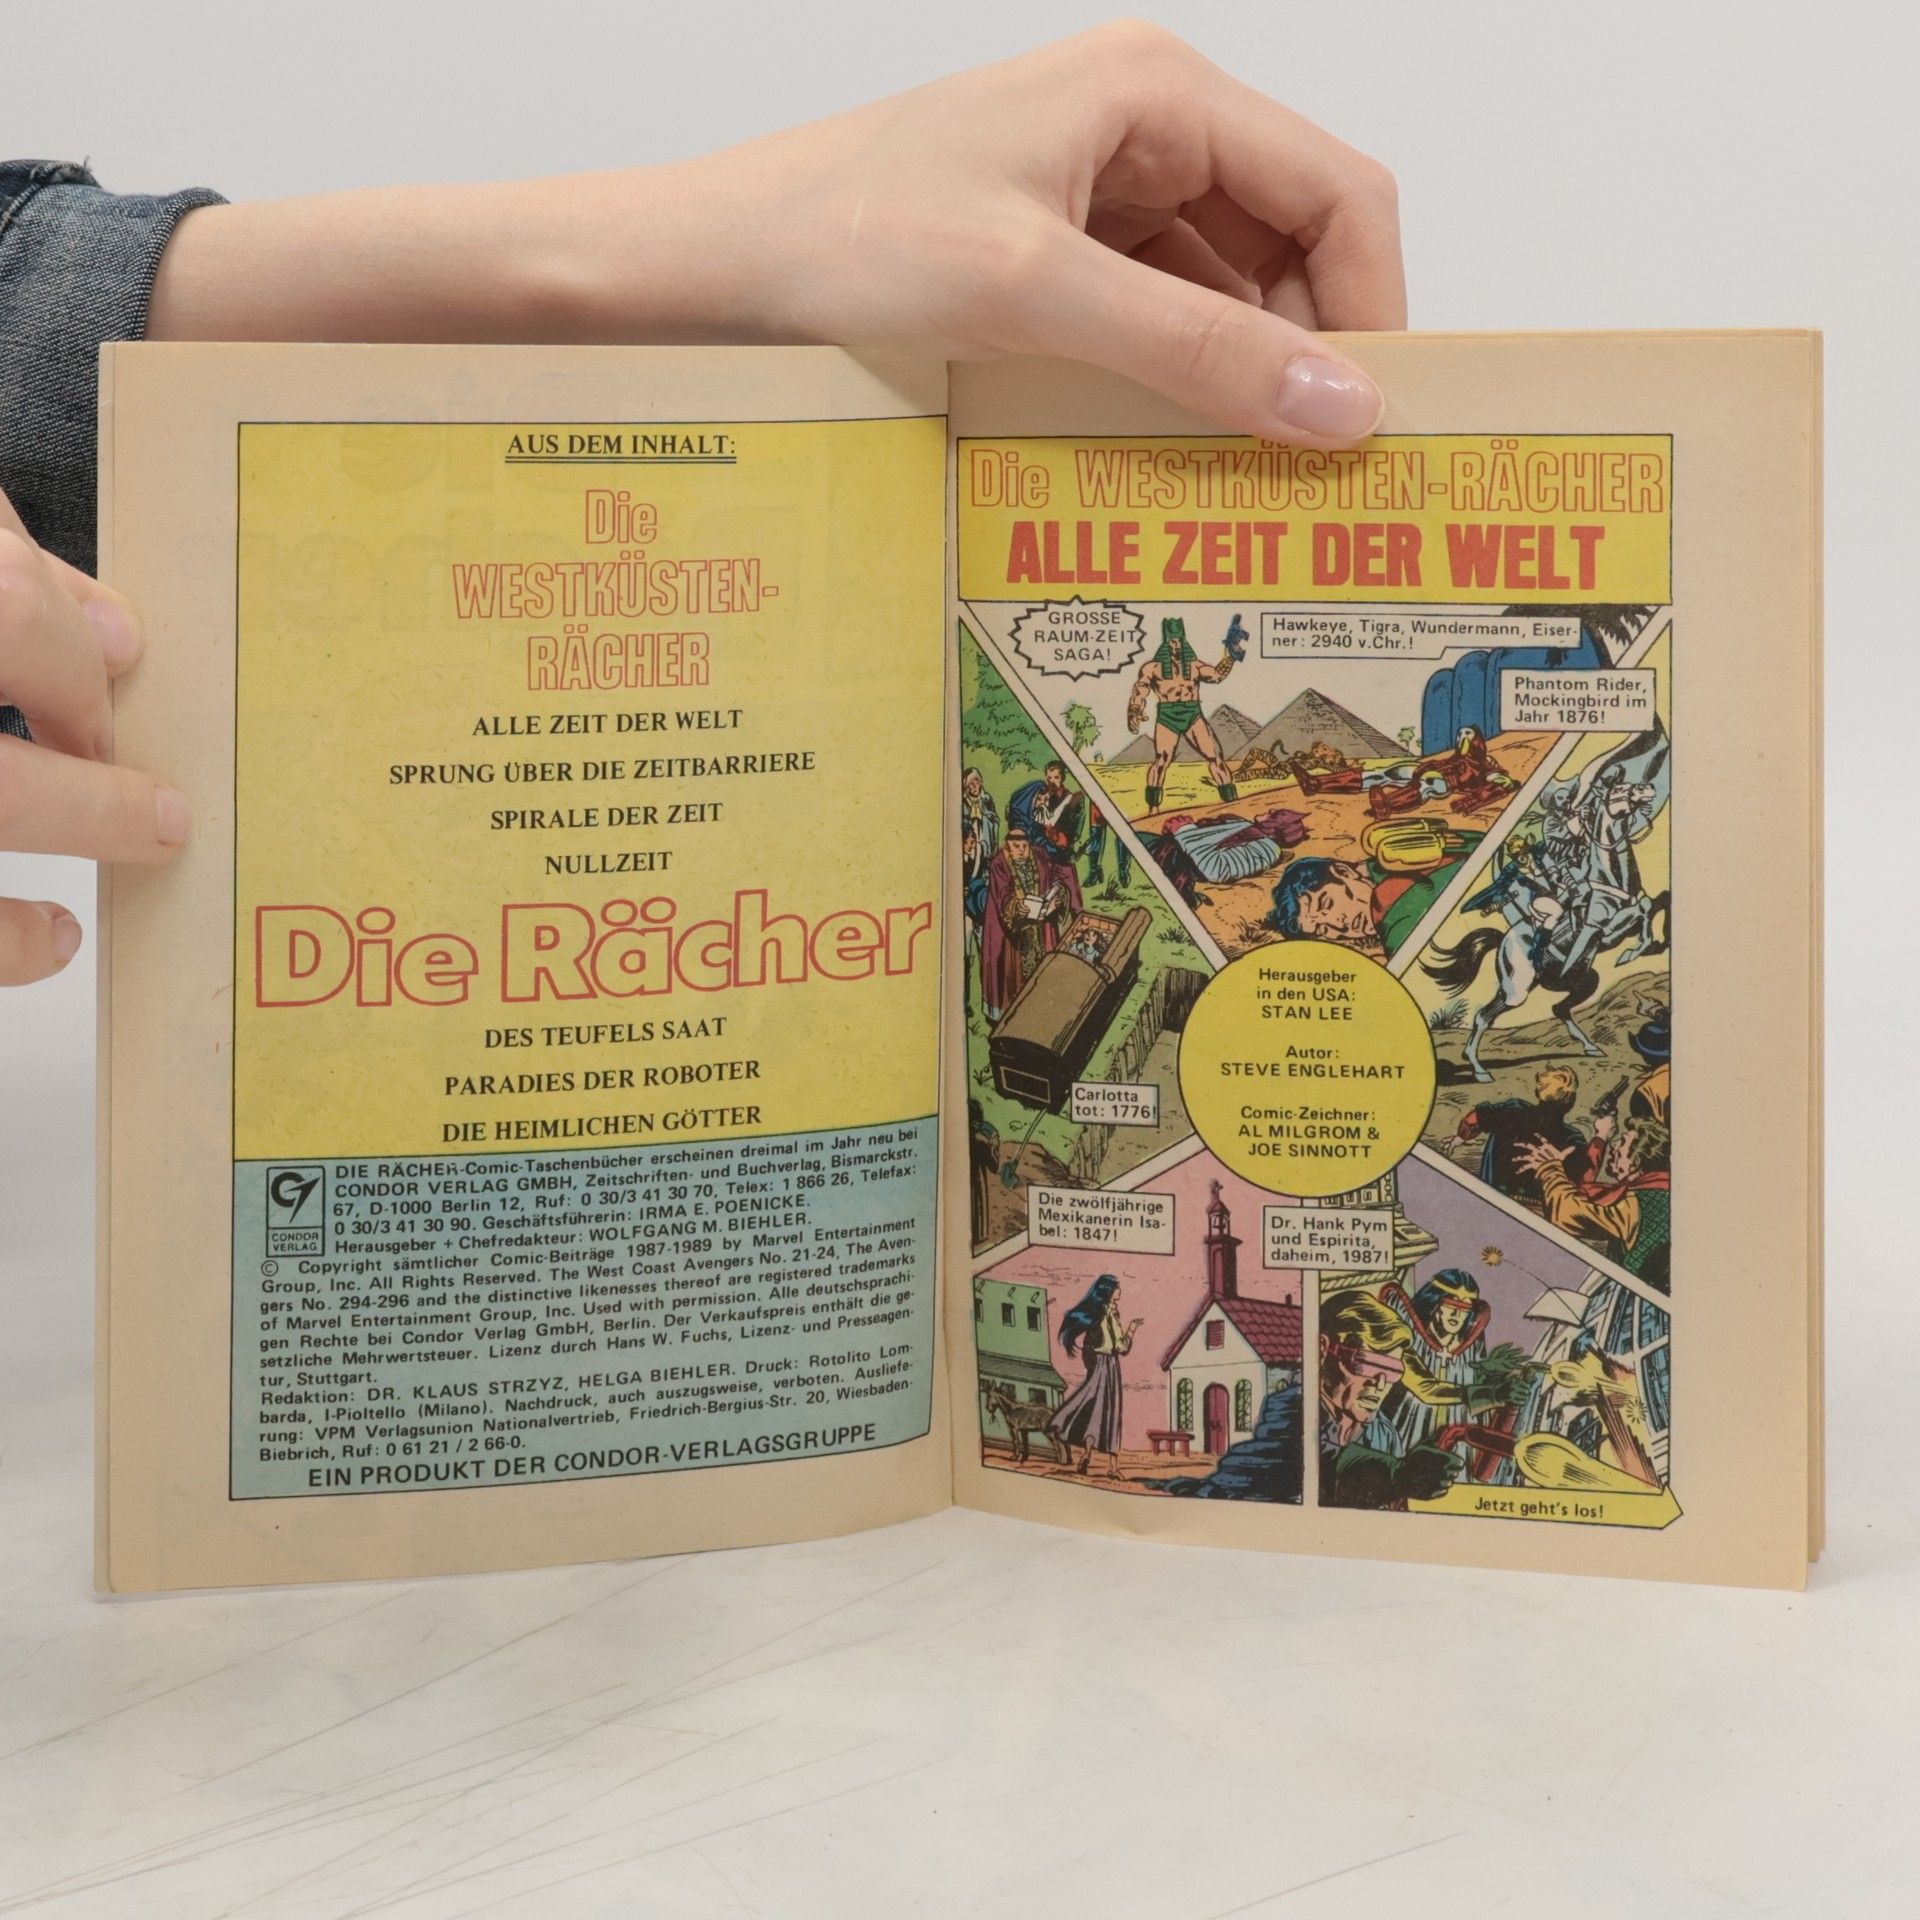 AUS DEM INHALT:
Die
WESTKÜSTEN-
RÄCHER
ALLE ZEIT DER WELT
SPRUNG ÜBER DIE ZEITBARRIERE
SPIRALE DER ZEIT
NULLZEIT
Die Rächer
DES TEUFELS SAAT
PARADIES DER ROBOTER
DIE HEIMLICHEN GÖTTER
CONDOR
VERLAG
DIE RÄCHER-Comic-Taschenbücher erscheinen dreimal im Jahr neu bei
CONDOR VERLAG GMBH, Zeitschriften- und Buchverlag, Bismarckstr.
67, D-1000 Berlin 12, Ruf: 0 30/3 41 30 70, Telex: 1 866 26, Telefax:
0 30/3 41 30 90. Geschäftsführerin: IRMA E. POENICKE.
Herausgeber + Chefredakteur: WOLFGANG M. BIEHLER.
© Copyright sämtlicher Comic-Beiträge 1987-1989 by Marvel Entertainment
Group, Inc. All Rights Reserved. The West Coast Avengers No. 21-24, The Aven-
gers No. 294-296 and the distinctive likenesses thereof are registered trademarks
of Marvel Entertainment Group, Inc. Used with permission. Alle deutschsprachi-
gen Rechte bei Condor Verlag GmbH, Berlin. Der Verkaufspreis enthält die ge-
setzliche Mehrwertsteuer. Lizenz durch Hans W. Fuchs, Lizenz- und Presseagen-
tur, Stuttgart.
Redaktion: DR. KLAUS STRZYZ, HELGA BIEHLER. Druck: Rotolito Lom-
barda, I-Pioltello (Milano). Nachdruck, auch auszugsweise, verboten. Ausliefe-
rung: VPM Verlagsunion Nationalvertrieb, Friedrich-Bergius-Str. 20, Wiesbaden-
Biebrich, Ruf: 0 61 21 / 2 66-0.
EIN PRODUKT DER CONDOR-VERLAGSGRUPPE
Die WESTKÜSTEN-RÄCHER
ALLE ZEIT DER WELT
GROSSE
RAUM-ZEIT
SAGA!
Hawkeye, Tigra, Wundermann, Eiser-
ner: 2940 v.Chr.!
Phantom Rider,
Mockingbird im
Jahr 1876!
Herausgeber
in den USA:
STAN LEE
Autor:
STEVE ENGLEHART
Comic-Zeichner:
AL MILGROM &
JOE SINNOTT
Carlotta
tot: 1776!
Die zwölfjährige
Mexikanerin Isa-
bel: 1847!
Dr. Hank Pym
und Espirita,
daheim, 1987!
Jetzt geht's los!